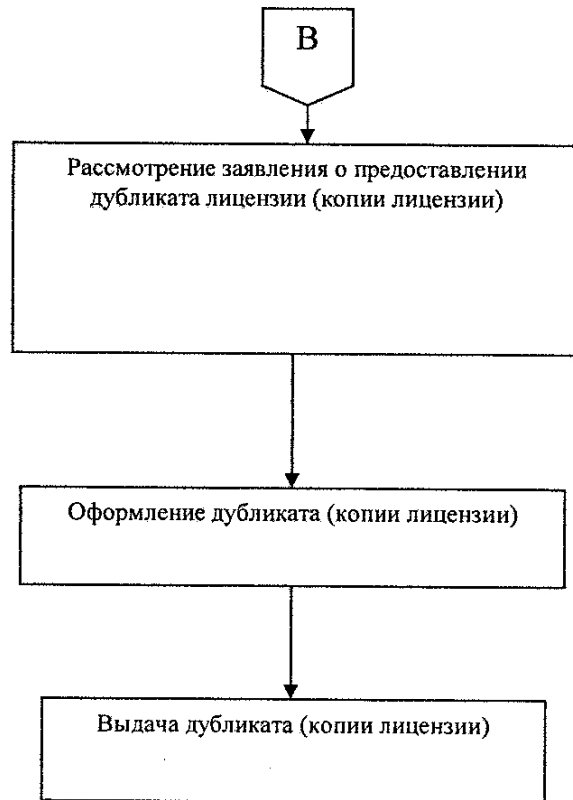 В
Рассмотрение заявления о предоставлении
дубликата лицензии (копии лицензии)
Оформление дубликата (копии лицензии)
Выдача дубликата (копии лицензии)